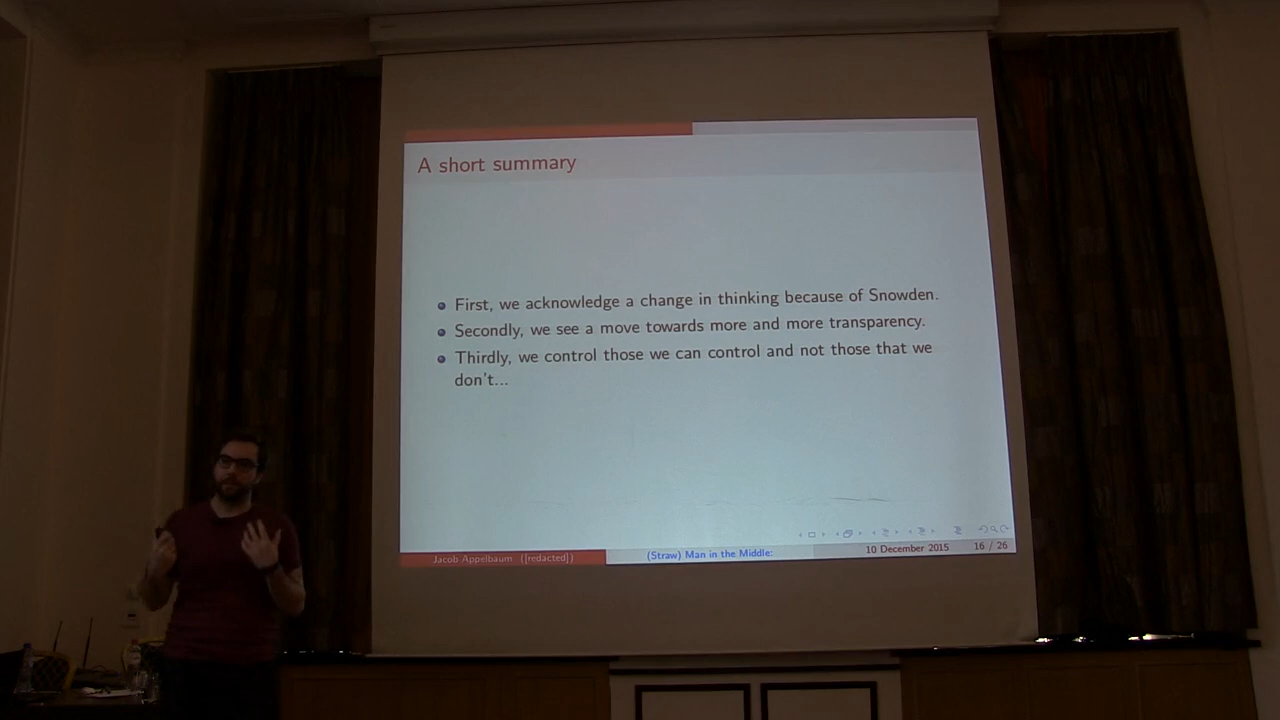 A short summary
First, we acknowledge a change in thinking because of Snowden.
Secondly, we see a move towards more and more transparency.
Thirdly, we control those we can control and not those that we
don't...
Jacob Appelbaum ([redacted]) (Straw) Man in the Middle: 10 December 2015 16 / 26